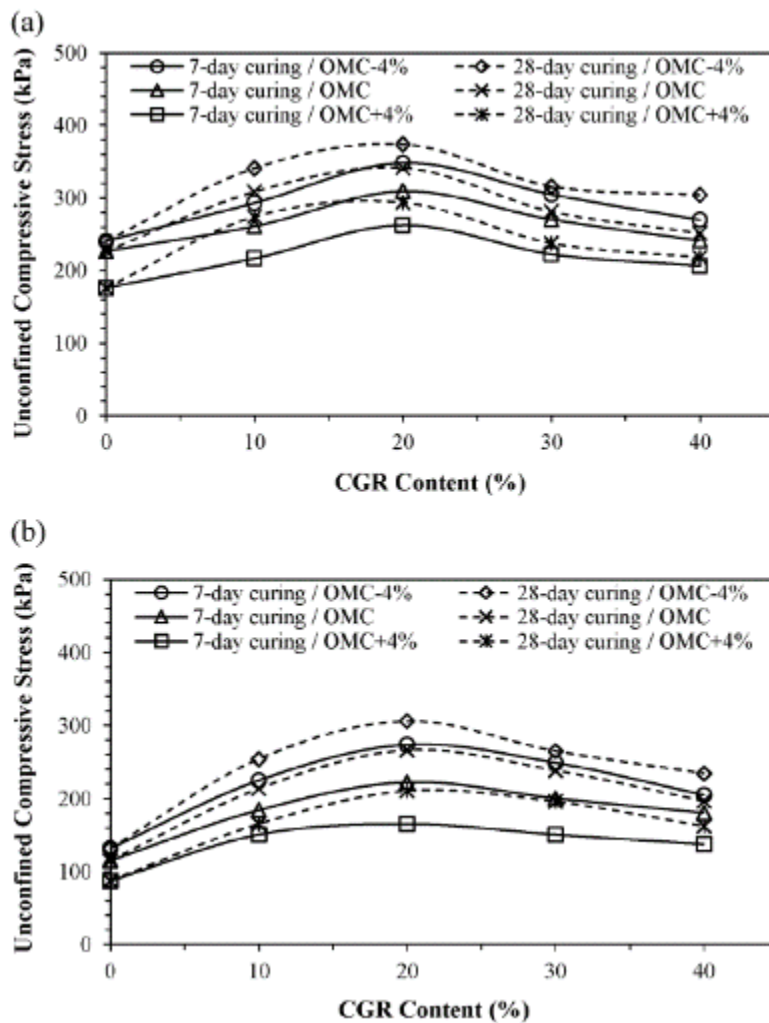 (a)
Unconfined Compressive Stress (kPa)
500
400
300
200
100
0
7-day curing / OMC-4%
7-day curing / OMC
7-day curing / OMC+4%
28-day curing / OMC-4%
28-day curing / OMC
28-day curing / OMC+4%
0 10 20 30 40
CGR Content (%)
(b)
Unconfined Compressive Stress (kPa)
500
400
300
200
100
0
7-day curing / OMC-4%
7-day curing / OMC
7-day curing / OMC+4%
28-day curing / OMC-4%
28-day curing / OMC
28-day curing / OMC+4%
0 10 20 30 40
CGR Content (%)